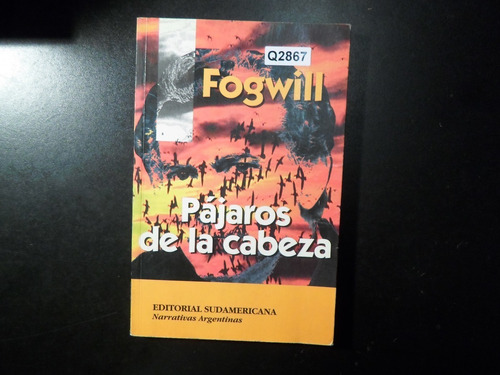 Q2867
Fogwill
Pájaros
de la cabeza
EDITORIAL SUDAMERICANA
Narrativas Argentinas